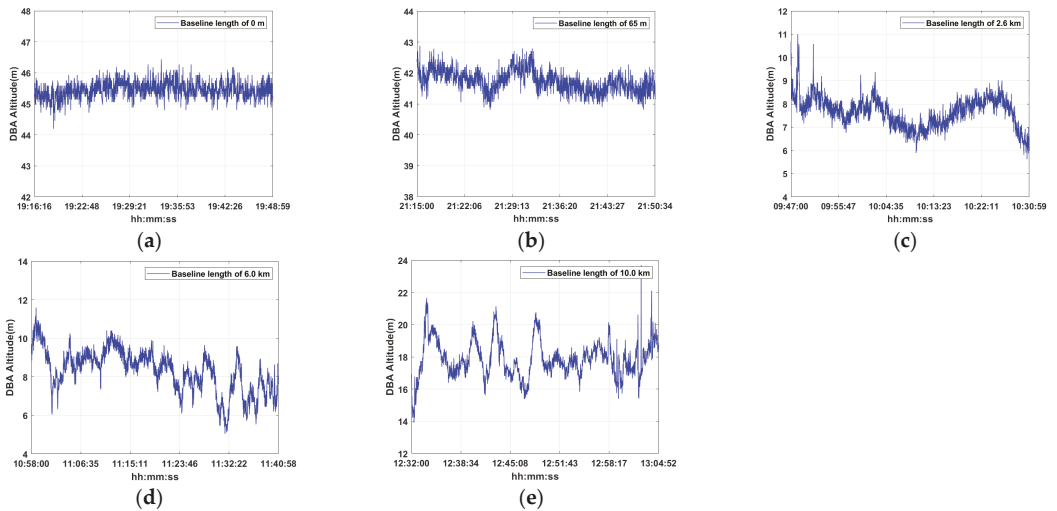 Baseline length of 0 m
48
47
46
45
44
43
42
DBA Altitude(m)
19:16:16 19:22:48 19:29:21 19:35:53 19:42:26 19:48:59
hh:mm:ss
(a)
Baseline length of 65 m
44
43
42
41
40
39
38
DBA Altitude(m)
21:15:00 21:22:06 21:29:13 21:36:20 21:43:27 21:50:34
hh:mm:ss
(b)
Baseline length of 2.6 km
12
11
10
9
8
7
6
5
4
DBA Altitude(m)
09:47:00 09:55:47 10:04:35 10:13:23 10:22:11 10:30:59
hh:mm:ss
(c)
Baseline length of 6.0 km
14
12
10
8
6
4
DBA Altitude(m)
10:58:00 11:06:35 11:15:11 11:23:46 11:32:22 11:40:58
hh:mm:ss
(d)
Baseline length of 10.0 km
24
22
20
18
16
14
12
DBA Altitude(m)
12:32:00 12:38:34 12:45:08 12:51:43 12:58:17 13:04:52
hh:mm:ss
(e)